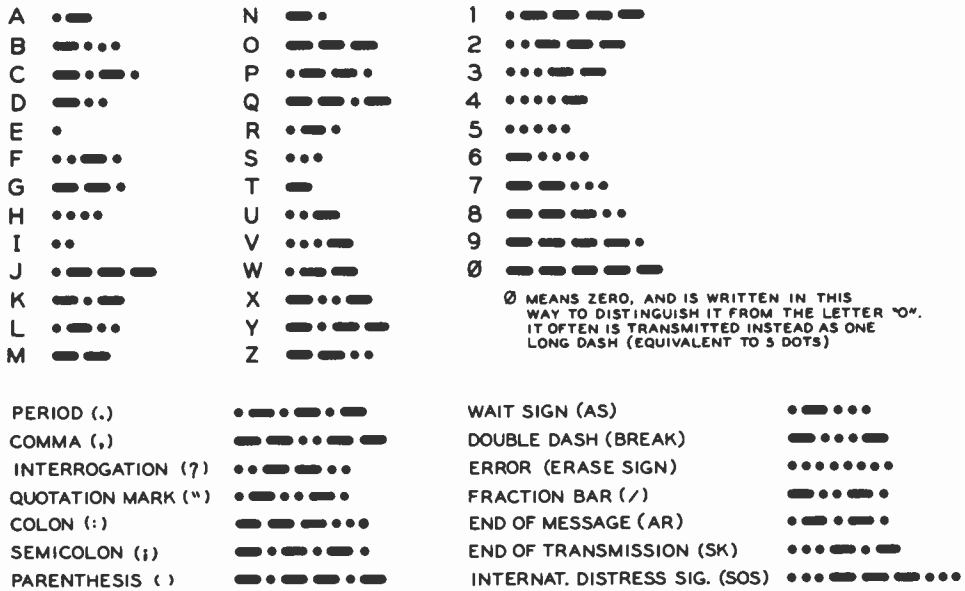 A •—
B —•••
C —•—•
D —••
E •
F ••—•
G ——•
H ••••
I ••
J •———
K —•—
L •—••
M ——
N —•
O ———
P •——•
Q ——•—
R •—•
S •••
T —
U ••—
V •••—
W •——
X —••—
Y —•——
Z ——••
1 •————
2 ••———
3 •••——
4 ••••—
5 •••••
6 —••••
7 ——•••
8 ———••
9 ————•
Ø —————
Ø MEANS ZERO, AND IS WRITTEN IN THIS
WAY TO DISTINGUISH IT FROM THE LETTER "O".
IT OFTEN IS TRANSMITTED INSTEAD AS ONE
LONG DASH (EQUIVALENT TO 5 DOTS)
PERIOD (.) •—•—•—
COMMA (,) ——••——
INTERROGATION (?) ••——••
QUOTATION MARK (") •—••—•
COLON (:) ———•••
SEMICOLON (;) —•—•—•
PARENTHESIS ( ) —•——•—
WAIT SIGN (AS) •—•••
DOUBLE DASH (BREAK) —•••—
ERROR (ERASE SIGN) ••••••••
FRACTION BAR (/) —••—•
END OF MESSAGE (AR) •—•—•
END OF TRANSMISSION (SK) •••—•—
INTERNAT. DISTRESS SIG. (SOS) •••———•••